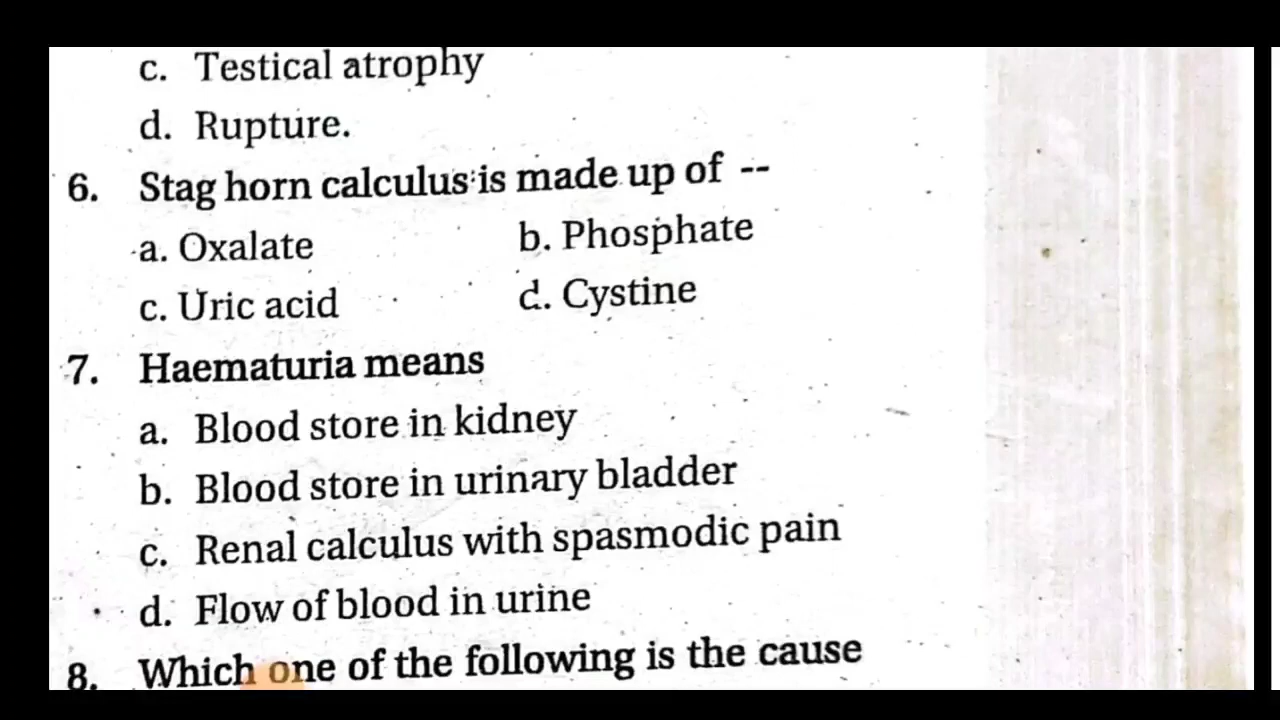 c. Testical atrophy
d. Rupture.
6. Stag horn calculus is made up of --
a. Oxalate b. Phosphate
c. Uric acid d. Cystine
7. Haematuria means
a. Blood store in kidney
b. Blood store in urinary bladder
c. Renal calculus with spasmodic pain
d. Flow of blood in urine
8. Which one of the following is the cause